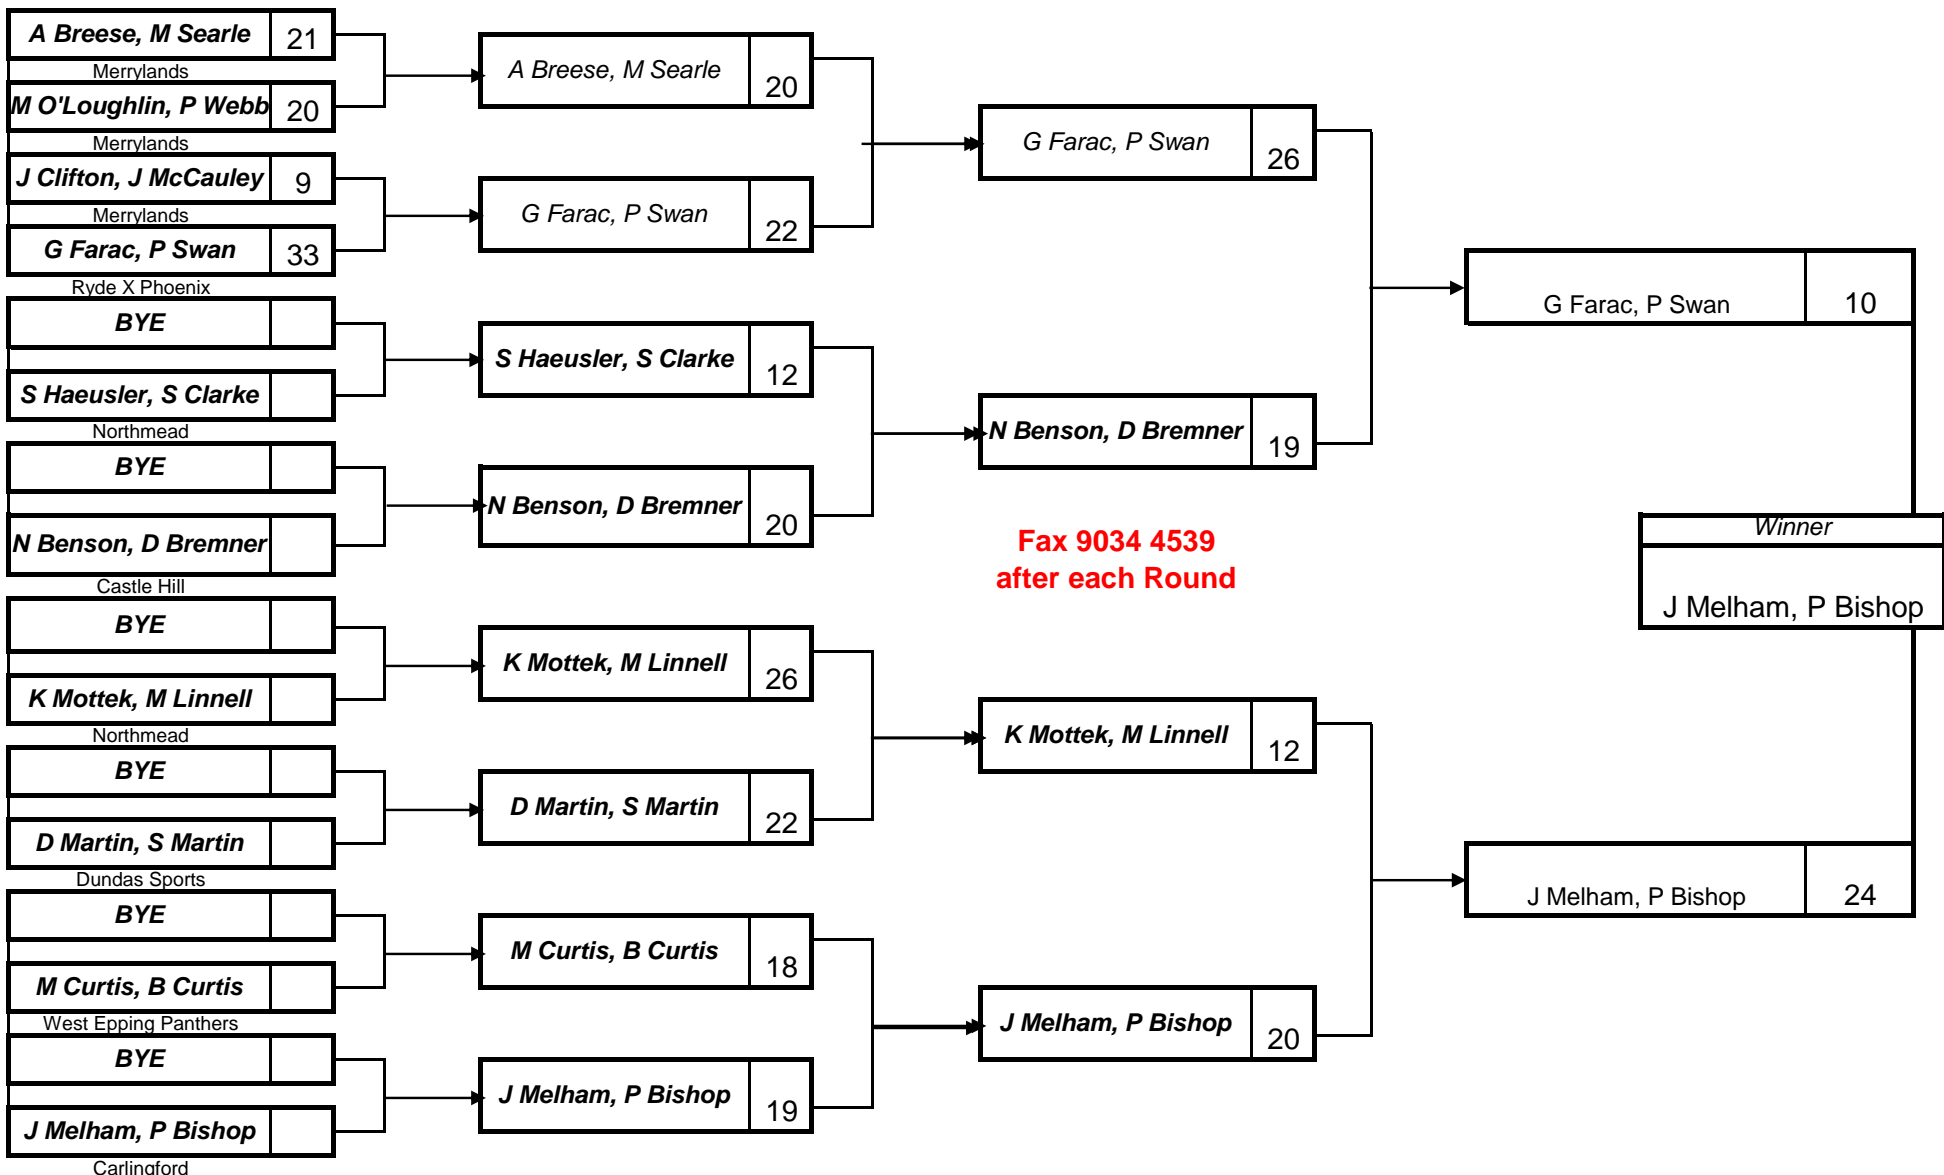 A Breese, M Searle 21
Merrylands
M O'Loughlin, P Webb 20
Merrylands
J Clifton, J McCauley 9
Merrylands
G Farac, P Swan 33
Ryde X Phoenix
BYE
S Haeusler, S Clarke
Northmead
BYE
N Benson, D Bremner
Castle Hill
BYE
K Mottek, M Linnell
Northmead
BYE
D Martin, S Martin
Dundas Sports
BYE
M Curtis, B Curtis
West Epping Panthers
BYE
J Melham, P Bishop
Carlingford
A Breese, M Searle 20
G Farac, P Swan 22
S Haeusler, S Clarke 12
N Benson, D Bremner 20
K Mottek, M Linnell 26
D Martin, S Martin 22
M Curtis, B Curtis 18
J Melham, P Bishop 19
G Farac, P Swan 26
N Benson, D Bremner 19
Fax 9034 4539
after each Round
K Mottek, M Linnell 12
J Melham, P Bishop 20
G Farac, P Swan 10
J Melham, P Bishop 24
Winner
J Melham, P Bishop